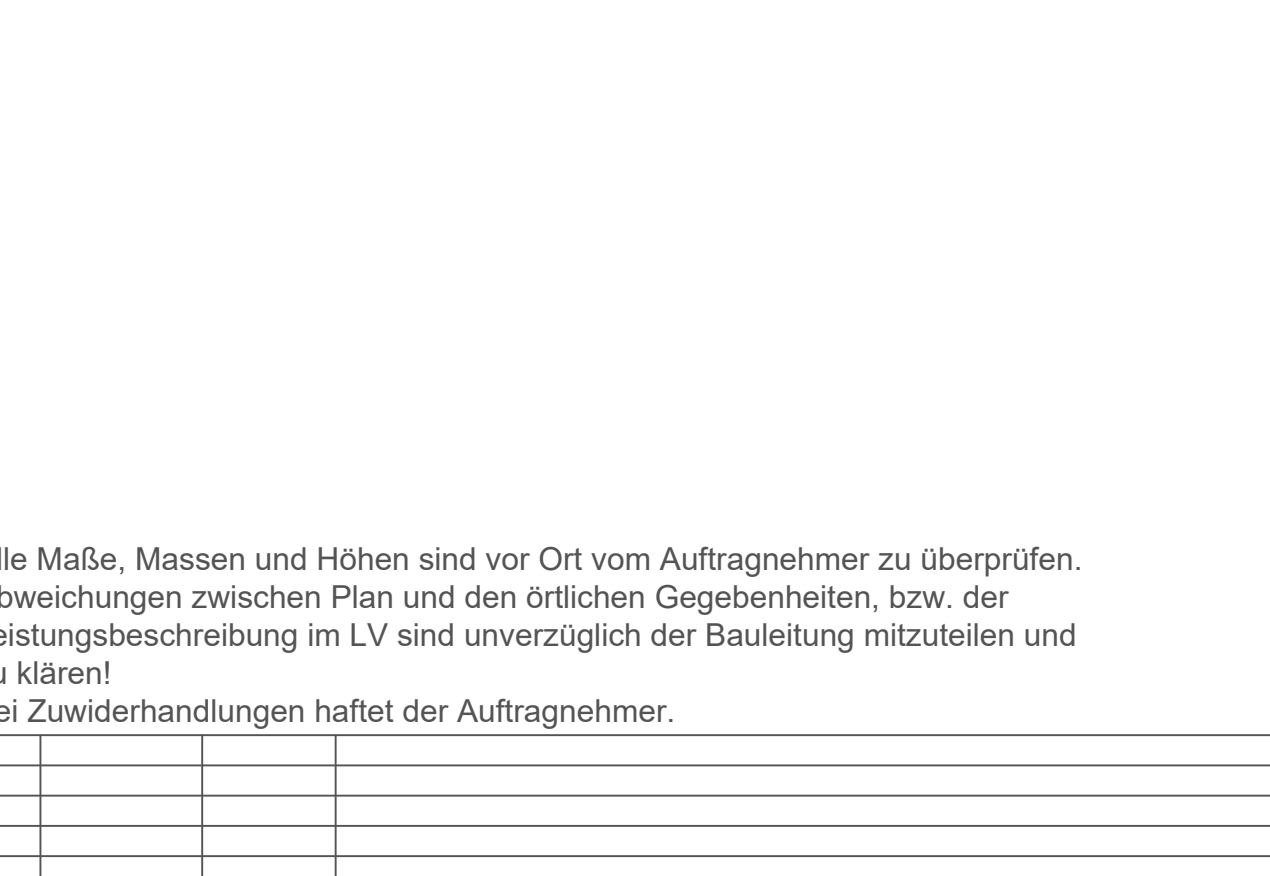 lle Maße, Massen und Höhen sind vor Ort vom Auftragnehmer zu überprüfen.
bweichungen zwischen Plan und den örtlichen Gegebenheiten, bzw. der
eistungsbeschreibung im LV sind unverzüglich der Bauleitung mitzuteilen und
u klären!
ei Zuwiderhandlungen haftet der Auftragnehmer.